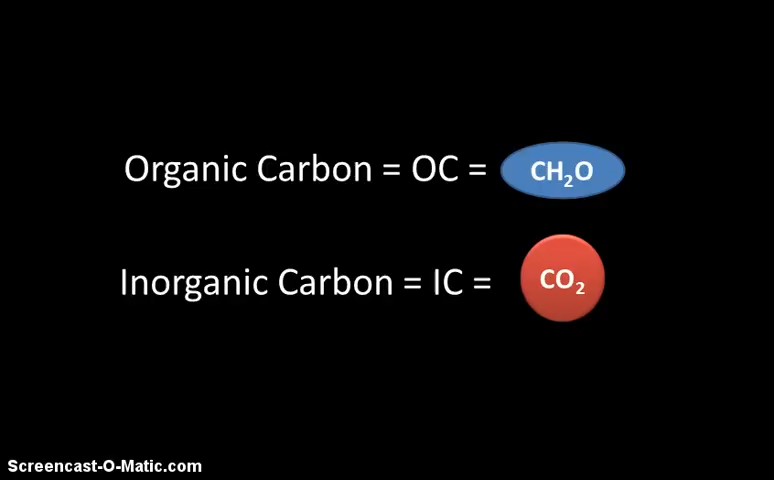 Organic Carbon = OC = CH₂O
Inorganic Carbon = IC = CO₂
Screencast-O-Matic.com